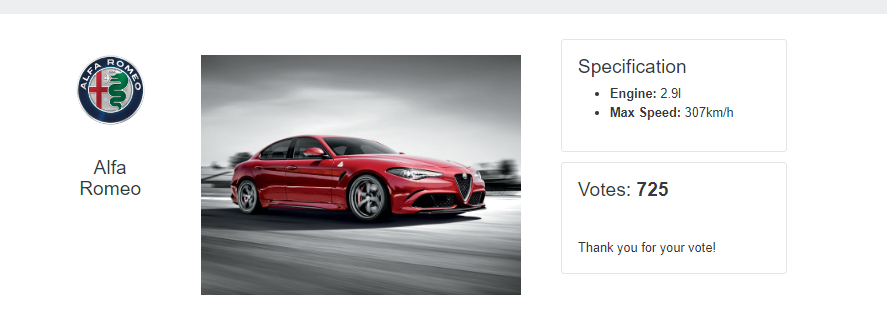 ALFA ROMEO
Alfa
Romeo
Specification
Engine: 2.9l
Max Speed: 307km/h
Votes: 725
Thank you for your vote!